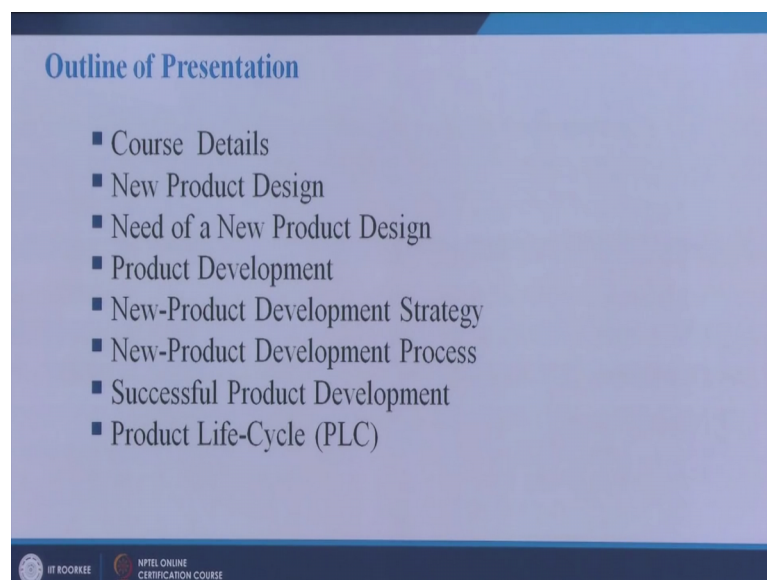 Outline of Presentation
Course Details
New Product Design
Need of a New Product Design
Product Development
New-Product Development Strategy
New-Product Development Process
Successful Product Development
Product Life-Cycle (PLC)
IIT ROORKEE
NPTEL ONLINE
CERTIFICATION COURSE